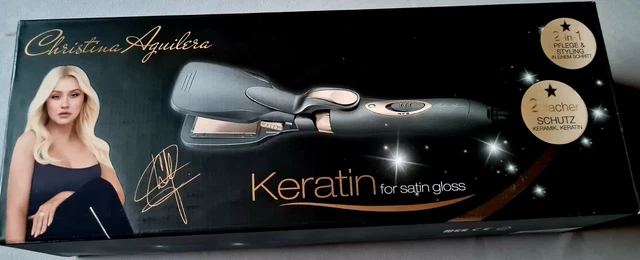 Christina Aguilera
2-in-1
PFLEGE &
STYLING
IN EINEM SCHRITT
2-facher
SCHUTZ
KERAMIK, KERATIN
Keratin for satin gloss